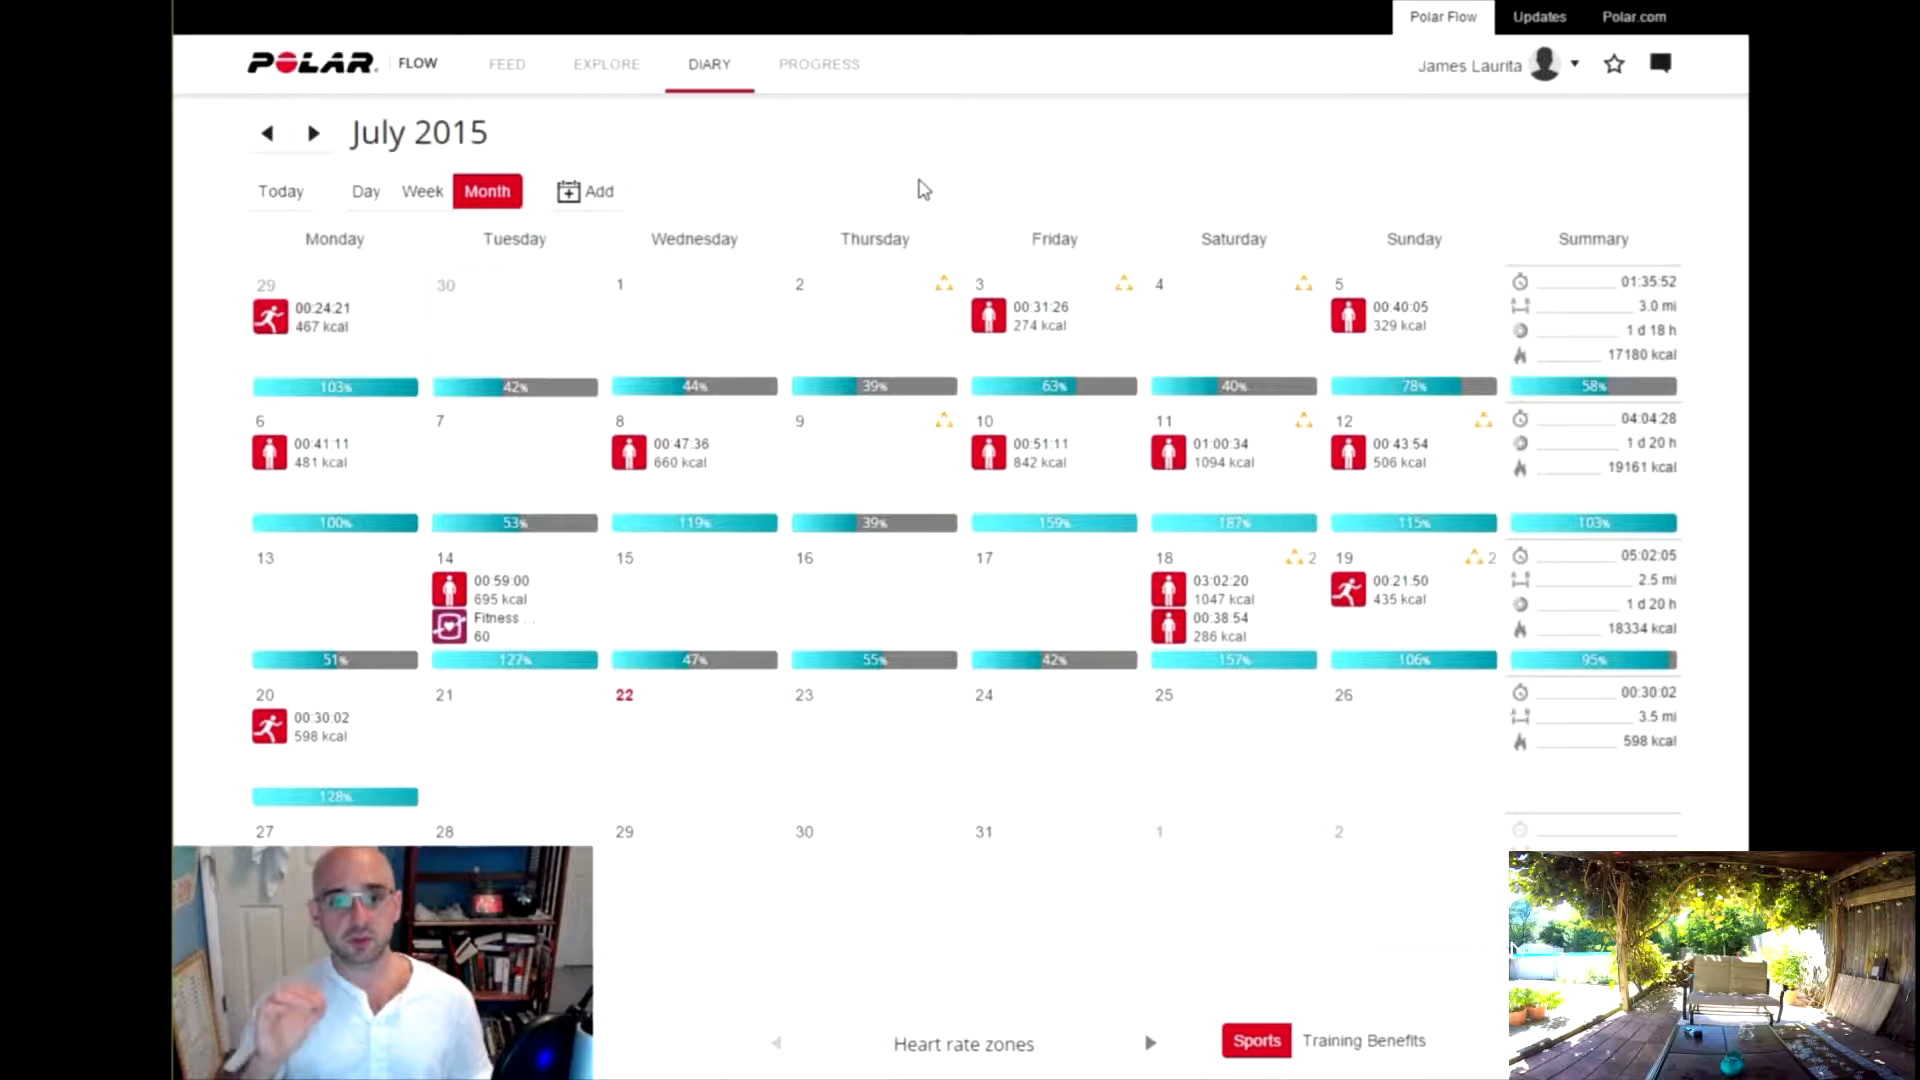 Polar Flow Updates Polar.com
POLAR FLOW FEED EXPLORE DIARY PROGRESS James Laurita
July 2015
Today Day Week Month Add
Monday Tuesday Wednesday Thursday Friday Saturday Sunday Summary
29 30 1 2 3 4 5 01:35:52
00:24:21 00:31:26 00:40:05 3.0 mi
467 kcal 274 kcal 329 kcal 1 d 18 h
17180 kcal
103% 42% 44% 39% 63% 40% 78% 58%
6 7 8 9 10 11 12 04:04:28
00:41:11 00:47:36 00:51:11 01:00:34 00:43:54 1 d 20 h
481 kcal 660 kcal 842 kcal 1094 kcal 506 kcal 19161 kcal
100% 53% 119% 39% 159% 187% 115% 103%
13 14 15 16 17 18 2 19 2 05:02:05
00:59:00 03:02:20 00:21:50 2.5 mi
695 kcal 1047 kcal 435 kcal 1 d 20 h
Fitness ... 00:38:54 18334 kcal
60 286 kcal
51% 127% 47% 55% 42% 157% 106% 95%
20 21 22 23 24 25 26 00:30:02
00:30:02 3.5 mi
598 kcal 598 kcal
128%
27 28 29 30 31 1 2
Heart rate zones Sports Training Benefits